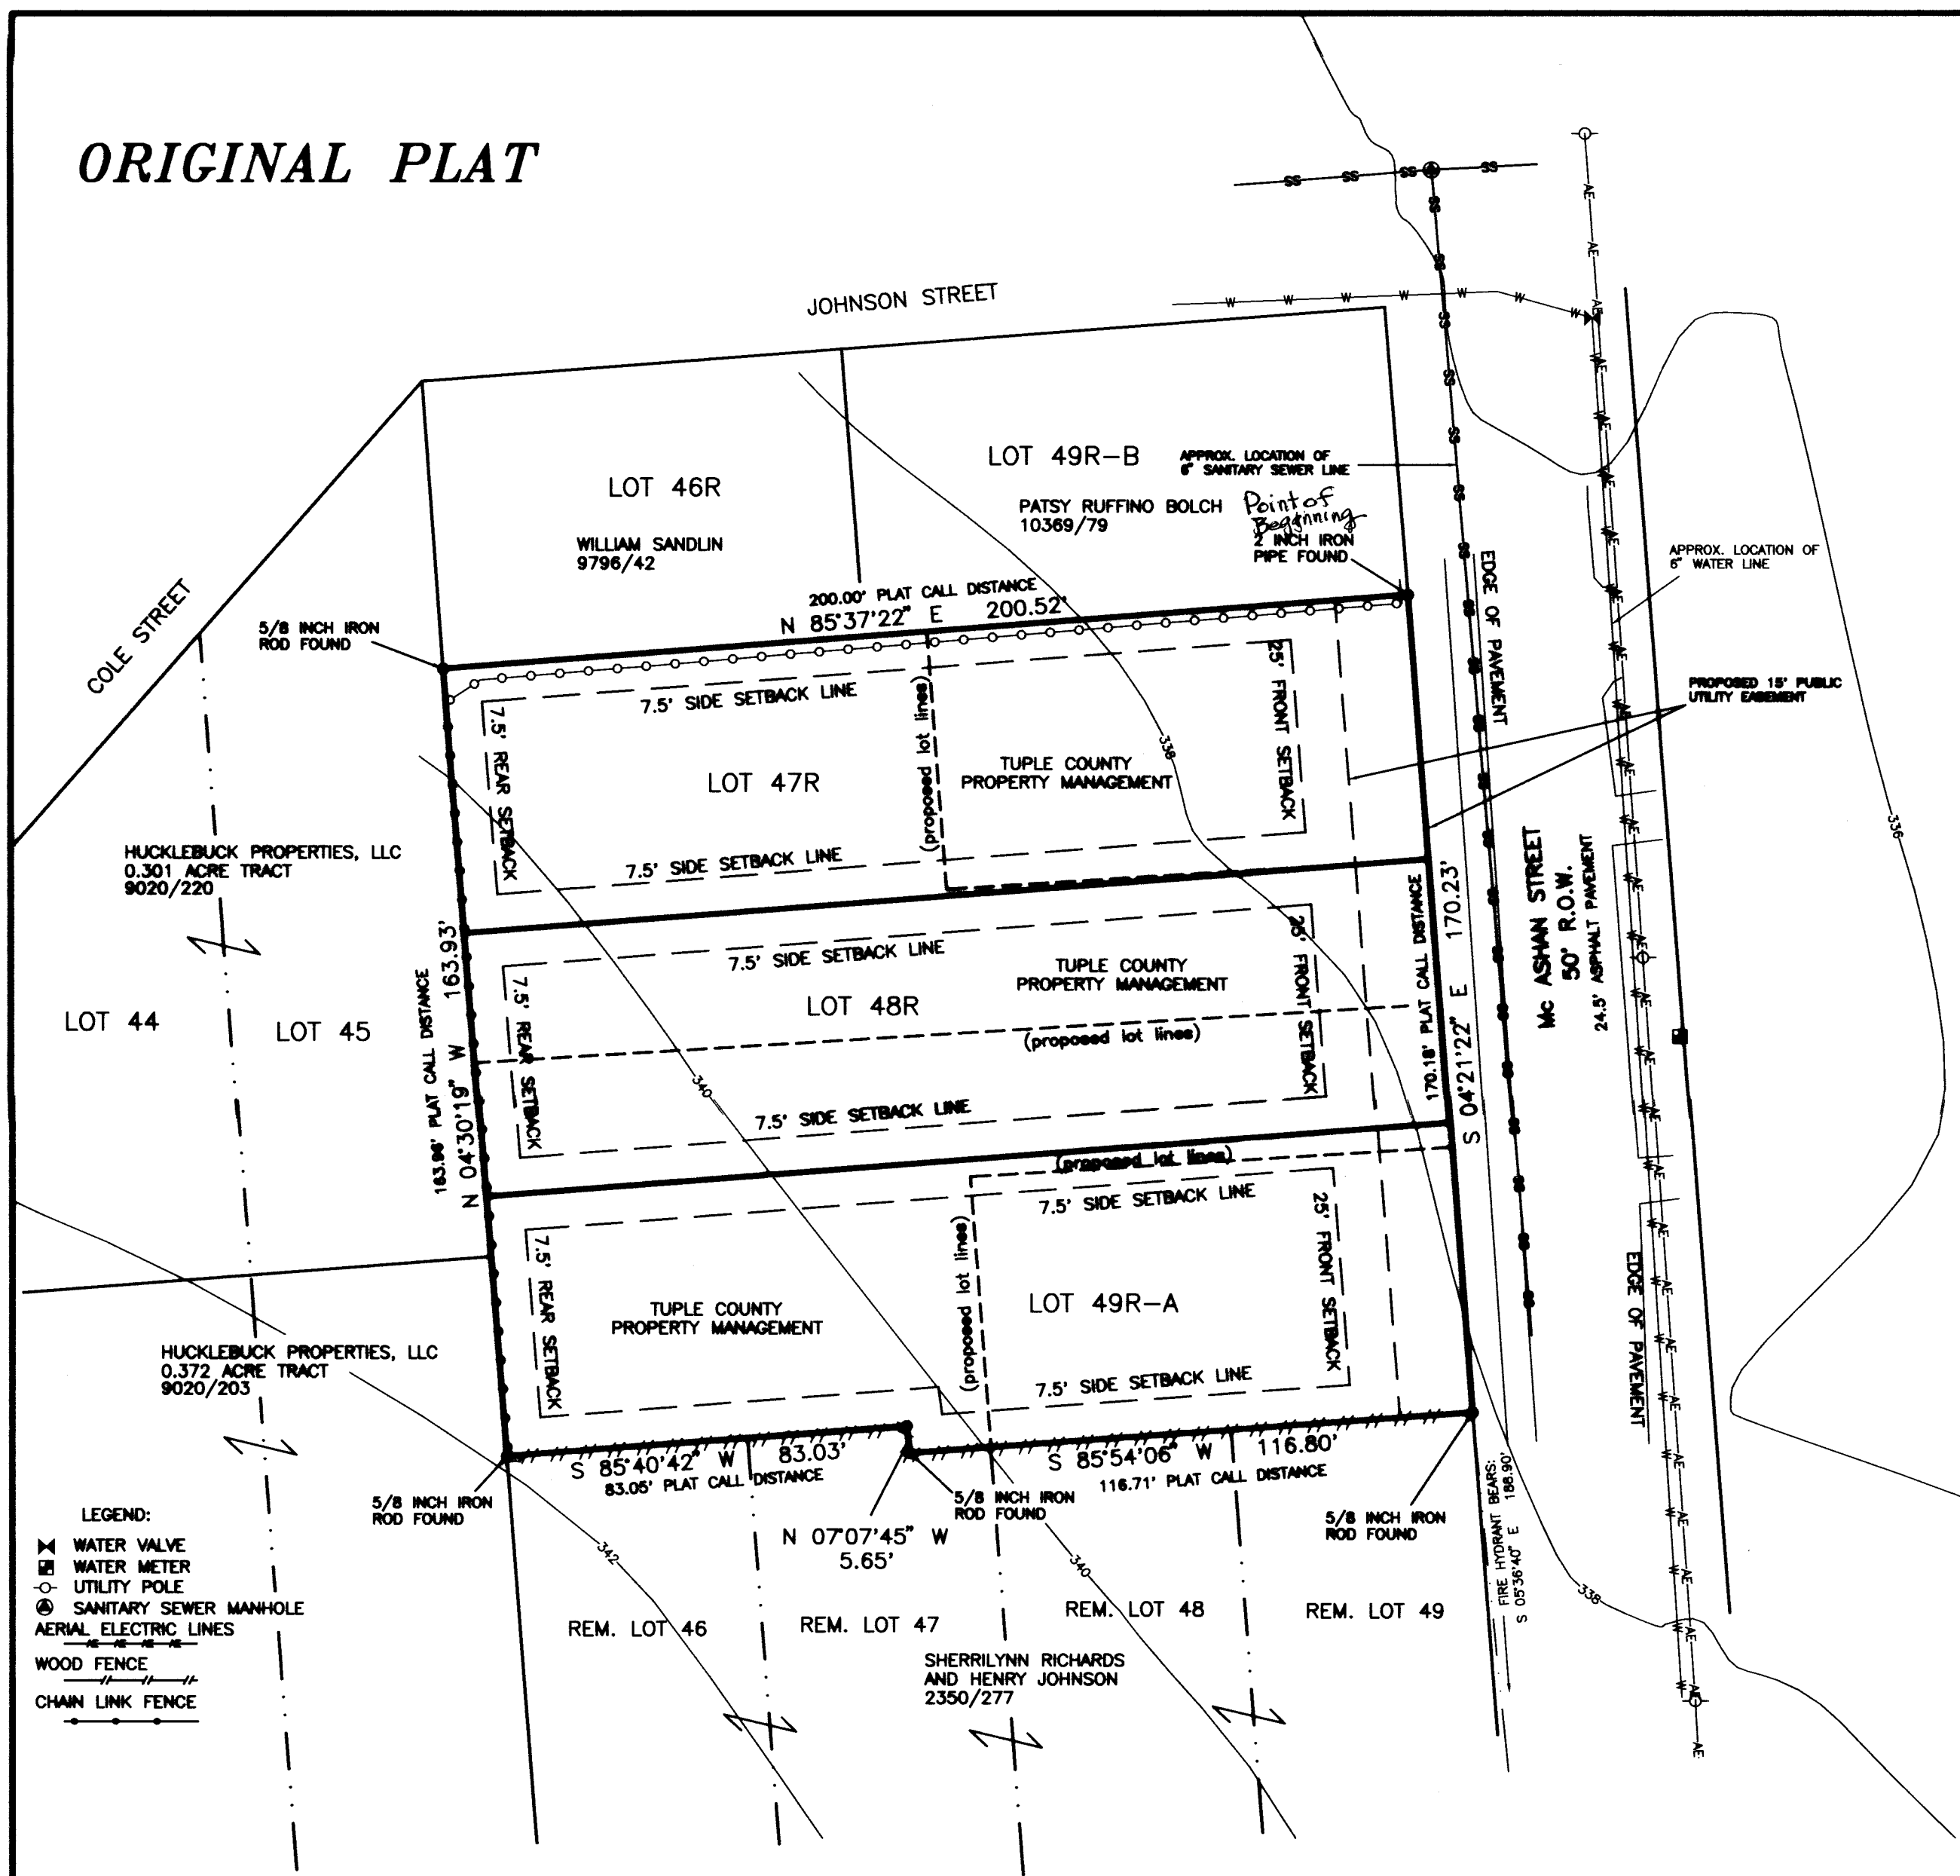 ORIGINAL PLAT
JOHNSON STREET
COLE STREET
LOT 46R
WILLIAM SANDLIN
9796/42
LOT 49R-B
PATSY RUFFINO BOLCH
10369/79
APPROX. LOCATION OF
6" SANITARY SEWER LINE
Point of
Beginning
2 INCH IRON
PIPE FOUND
APPROX. LOCATION OF
6" WATER LINE
5/8 INCH IRON
ROD FOUND
200.00' PLAT CALL DISTANCE
N 85°37'22" E 200.52'
EDGE OF PAVEMENT
PROPOSED 15' PUBLIC
UTILITY EASEMENT
7.5' SIDE SETBACK LINE
7.5' REAR SETBACK
LOT 47R
(proposed lot lines)
TUPLE COUNTY
PROPERTY MANAGEMENT
25' FRONT SETBACK
338
336
7.5' SIDE SETBACK LINE
HUCKLEBUCK PROPERTIES, LLC
0.301 ACRE TRACT
9020/220
LOT 44
LOT 45
163.96' PLAT CALL DISTANCE
N 04°30'19" W 163.93'
7.5' SIDE SETBACK LINE
7.5' REAR SETBACK
LOT 48R
TUPLE COUNTY
PROPERTY MANAGEMENT
(proposed lot lines)
25' FRONT SETBACK
340
7.5' SIDE SETBACK LINE
170.18' PLAT CALL DISTANCE
S 04°21'22" E 170.23'
Mc ASHAN STREET
50' R.O.W.
24.5' ASPHALT PAVEMENT
(proposed lot lines)
7.5' SIDE SETBACK LINE
7.5' REAR SETBACK
TUPLE COUNTY
PROPERTY MANAGEMENT
(proposed lot lines)
LOT 49R-A
25' FRONT SETBACK
7.5' SIDE SETBACK LINE
EDGE OF PAVEMENT
HUCKLEBUCK PROPERTIES, LLC
0.372 ACRE TRACT
9020/203
S 85°40'42" W 83.03'
83.05' PLAT CALL DISTANCE
S 85°54'06" W 116.80'
116.71' PLAT CALL DISTANCE
5/8 INCH IRON
ROD FOUND
5/8 INCH IRON
ROD FOUND
5/8 INCH IRON
ROD FOUND
N 07°07'45" W
5.65'
FIRE HYDRANT BEARS:
S 05°36'40" E 188.90'
342
340
338
REM. LOT 46
REM. LOT 47
REM. LOT 48
REM. LOT 49
SHERRILYNN RICHARDS
AND HENRY JOHNSON
2350/277
LEGEND:
WATER VALVE
WATER METER
UTILITY POLE
SANITARY SEWER MANHOLE
AERIAL ELECTRIC LINES
AE AE AE AE
WOOD FENCE
CHAIN LINK FENCE